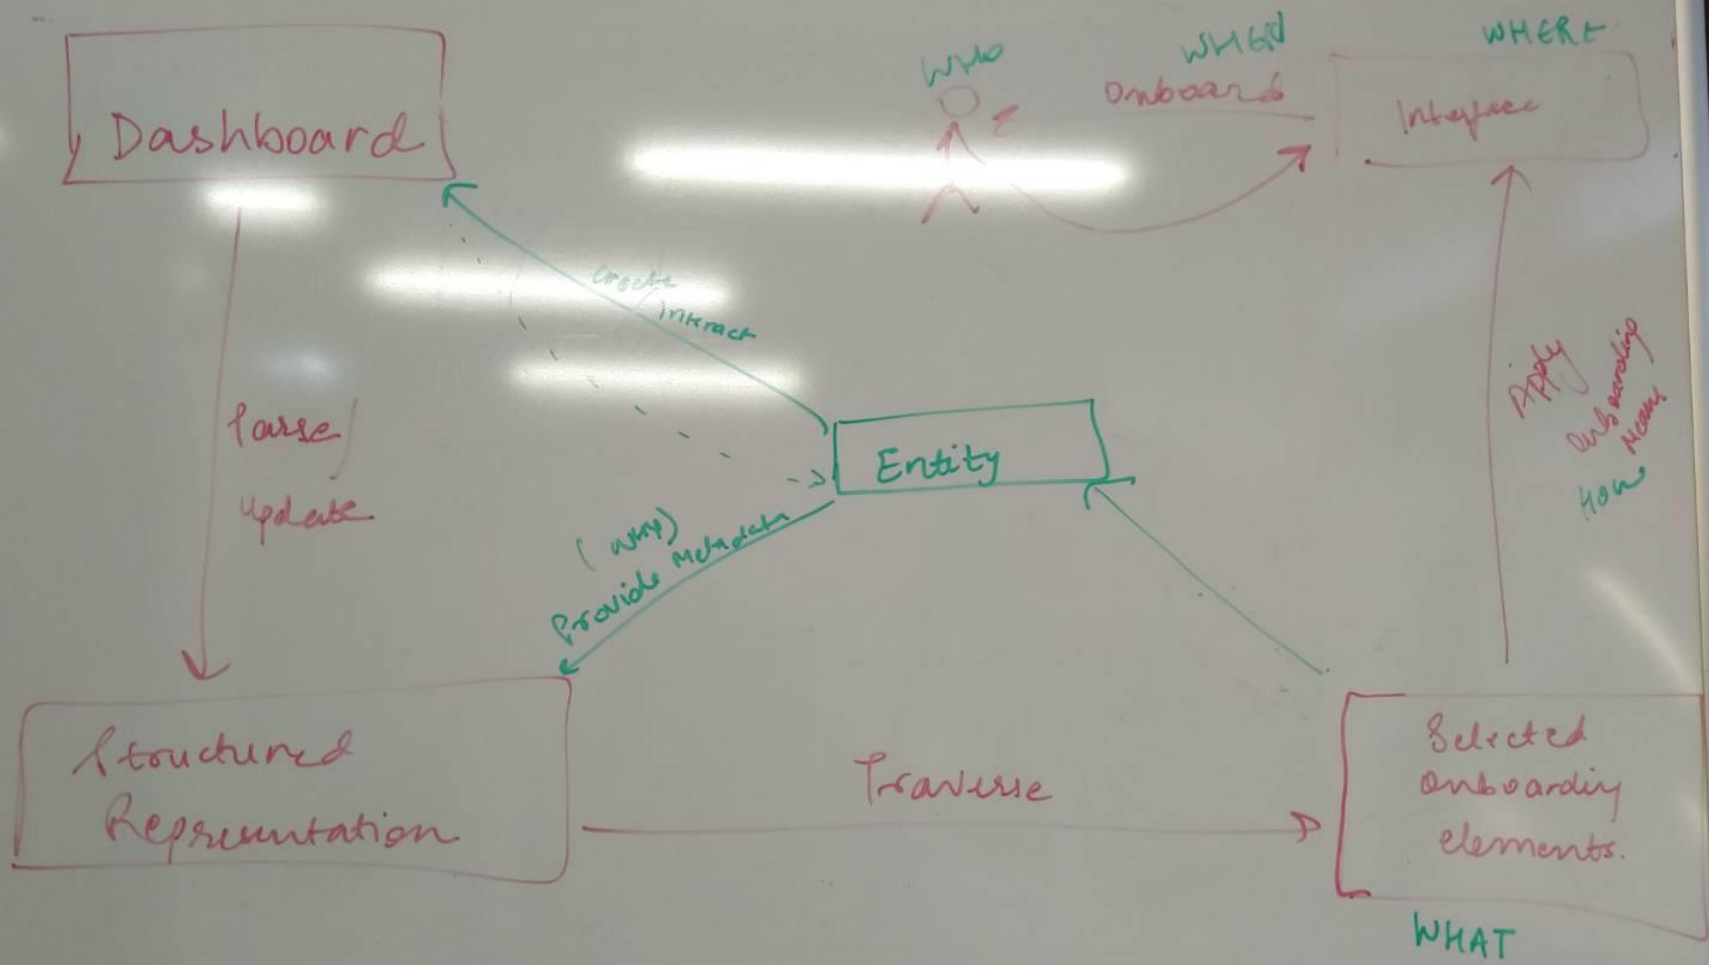 WHO
WHEN
WHERE
Dashboard
Onboard
Interface
create/
interact
Parse/
update
Entity
Apply
onboarding
Means
HOW
(WHY)
Provide Metadata
Structured
Representation
Traverse
Selected
onboarding
elements.
WHAT